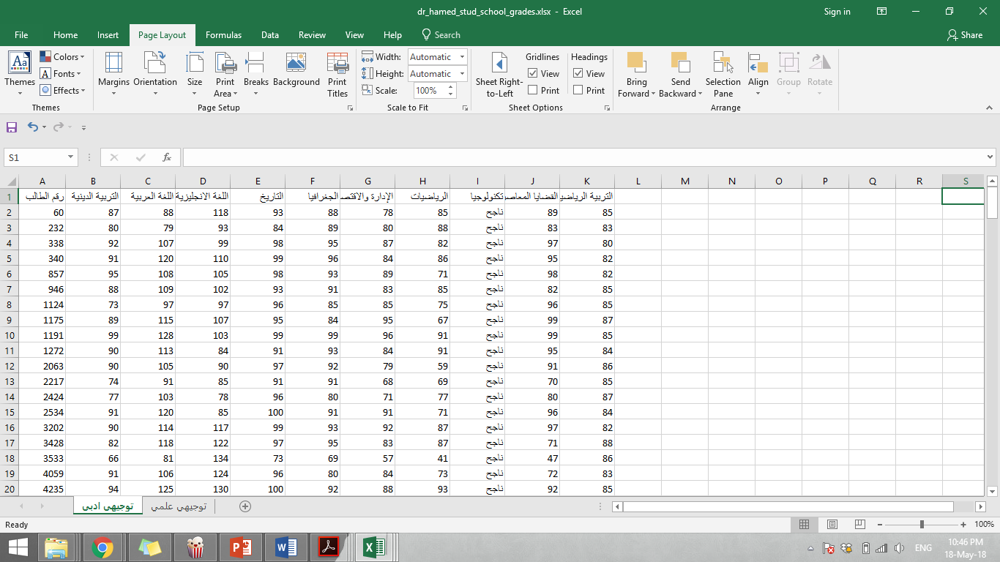 dr_hamed_stud_school_grades.xlsx - Excel
Sign in
File Home Insert Page Layout Formulas Data Review View Help Search Share
Themes Colors Fonts Effects Themes
Margins Orientation Size Print Area Breaks Background Print Titles Page Setup
Width: Automatic
Height: Automatic
Scale: 100%
Scale to Fit
Sheet Right-to-Left
Gridlines View Print
Headings View Print
Sheet Options
Bring Forward Send Backward Selection Pane Align Group Rotate
Arrange
S1 fx
A B C D E F G H I J K L M N O P Q R S
1 رقم الطالب التربية الدينية اللغة العربية اللغة الانجليزية التاريخ الجغرافيا الإدارة والاقتص الرياضيات تكنولوجيا القضايا المعاصر التربية الرياضي
2 60 87 88 118 93 88 78 85 ناجح 89 85
3 232 80 79 93 84 89 80 88 ناجح 83 83
4 338 92 107 99 98 95 87 82 ناجح 97 80
5 340 91 120 110 99 96 84 86 ناجح 95 82
6 857 95 108 105 98 93 89 71 ناجح 98 82
7 946 88 109 102 93 91 83 85 ناجح 82 85
8 1124 73 97 97 96 85 85 75 ناجح 96 85
9 1175 89 115 107 95 84 95 67 ناجح 99 87
10 1191 99 128 103 99 99 96 91 ناجح 99 85
11 1272 90 113 84 91 93 84 91 ناجح 95 84
12 2063 90 105 90 97 92 79 59 ناجح 91 86
13 2217 74 91 85 91 91 68 69 ناجح 70 85
14 2424 77 103 78 96 80 71 77 ناجح 80 87
15 2534 91 120 85 100 91 91 71 ناجح 96 84
16 3202 90 114 117 99 93 92 87 ناجح 97 82
17 3428 82 118 122 97 95 83 87 ناجح 71 88
18 3533 66 81 134 73 69 57 41 ناجح 47 86
19 4059 91 106 124 96 80 84 73 ناجح 72 83
20 4235 94 125 130 100 92 88 93 ناجح 92 85
توجيهي ادبي توجيهي علمي
Ready 100%
ENG 10:46 PM
18-May-18